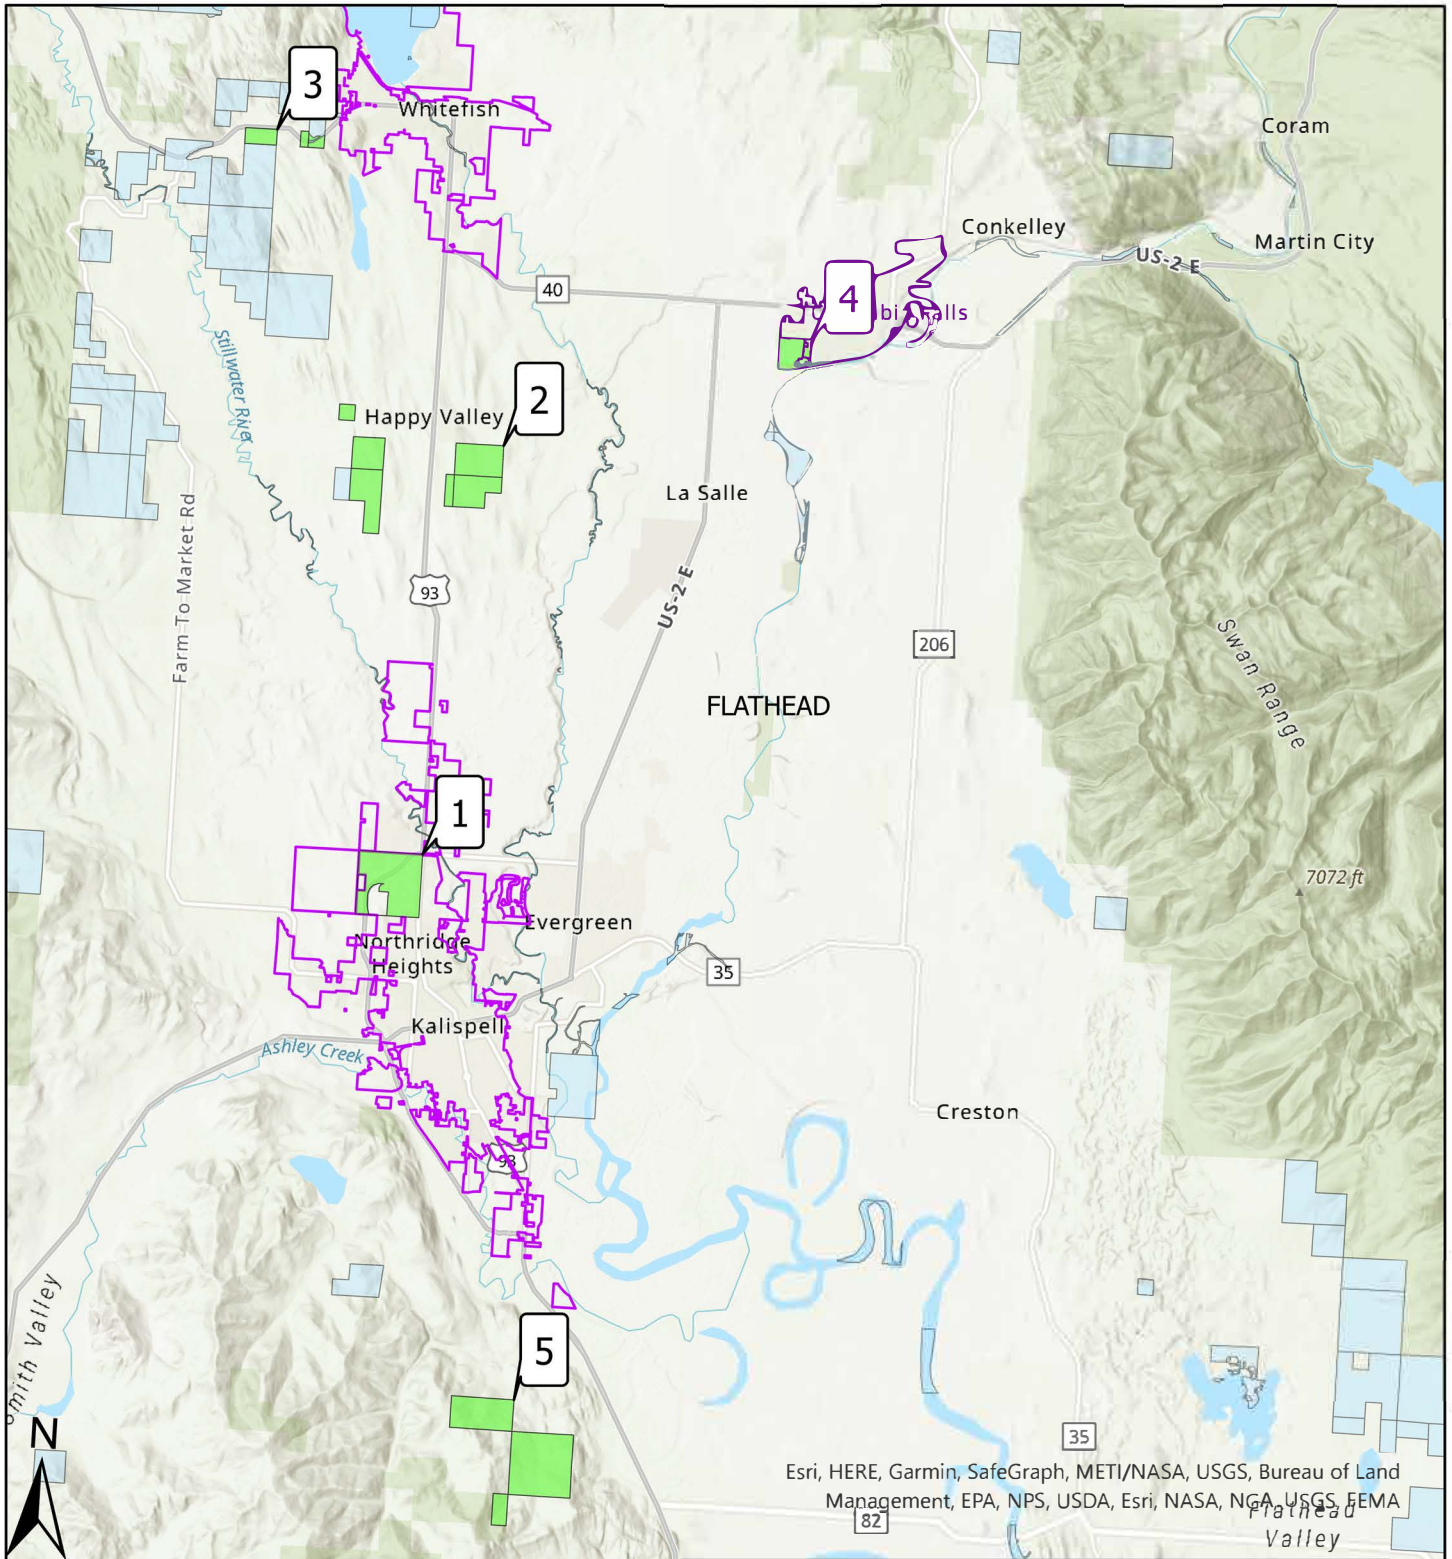 3
Whitefish
Coram
Conkelley
Martin City
US-2 E
40
4
Stillwater River
2
Happy Valley
La Salle
Farm-To-Market Rd
93
US-2 E
206
Swan Range
FLATHEAD
1
7072 ft
Evergreen
Northridge
Heights
35
Kalispell
Ashley Creek
Creston
93
Smith Valley
5
N
35
Esri, HERE, Garmin, SafeGraph, METI/NASA, USGS, Bureau of Land
Management, EPA, NPS, USDA, Esri, NASA, NGA, USGS, FEMA
82
Flathead
Valley